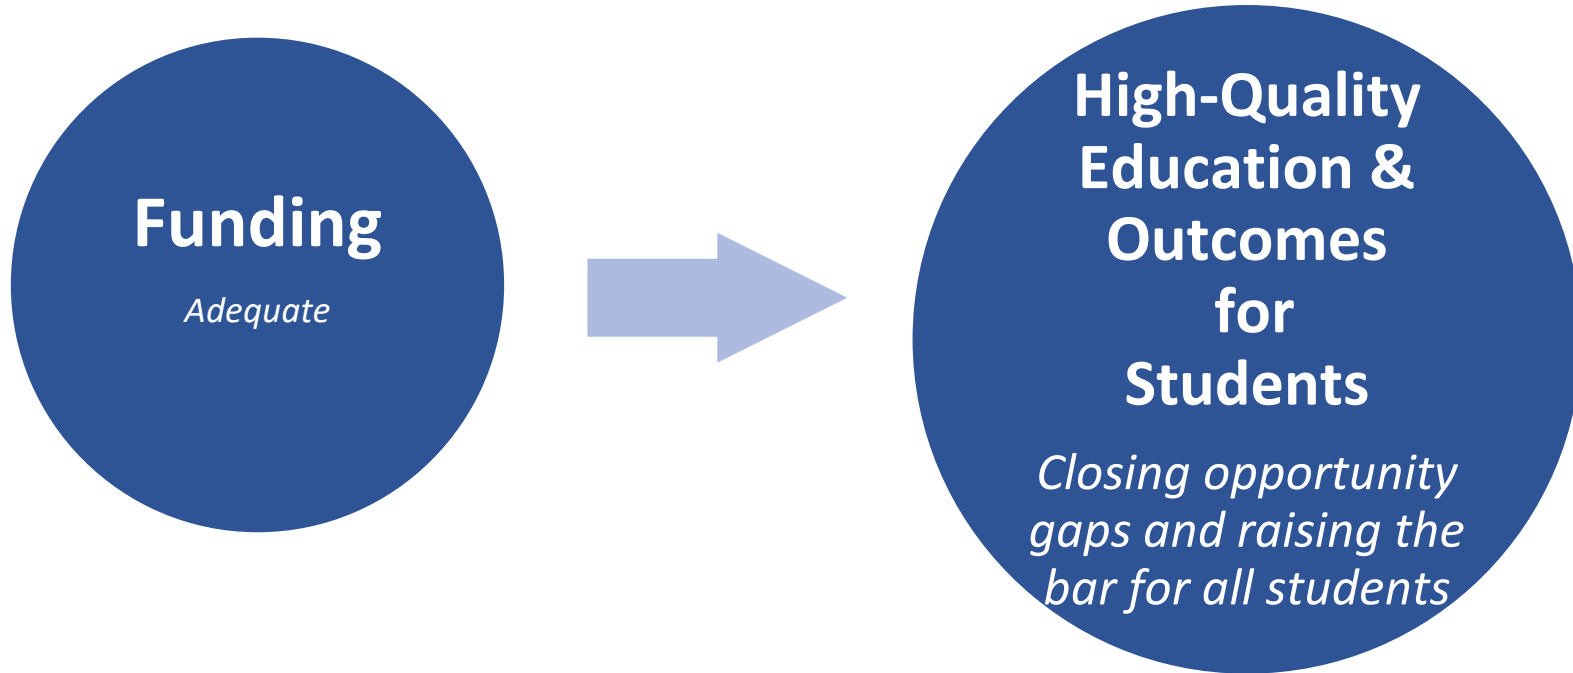 Funding
Adequate
High-Quality
Education &
Outcomes
for
Students
Closing opportunity
gaps and raising the
bar for all students